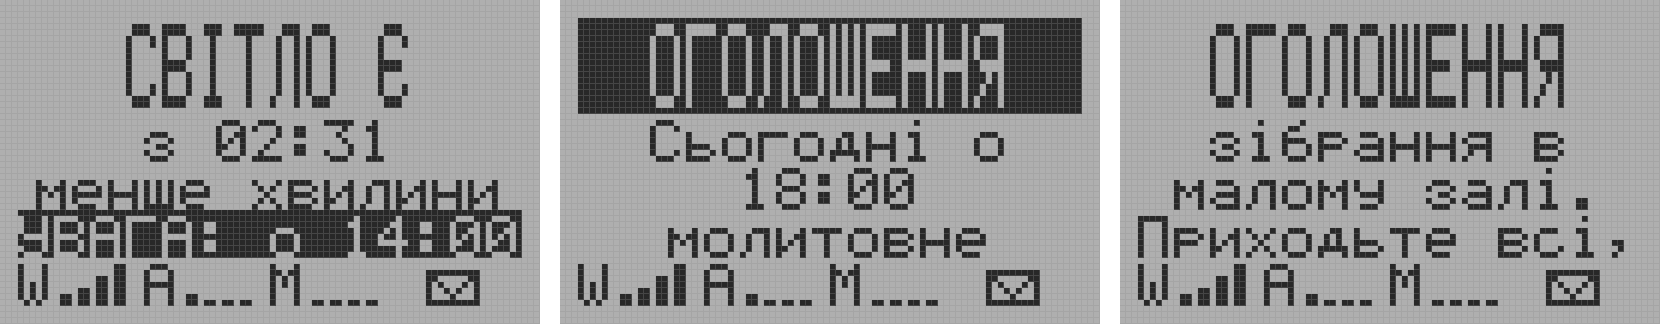 СВІТЛО Є
з 02:31
менше хвилини
УВАГА: о 14:00
W A M
ОГОЛОШЕННЯ
Сьогодні о
18:00
молитовне
W A M
ОГОЛОШЕННЯ
зібрання в
малому залі.
Приходьте всі,
W A M